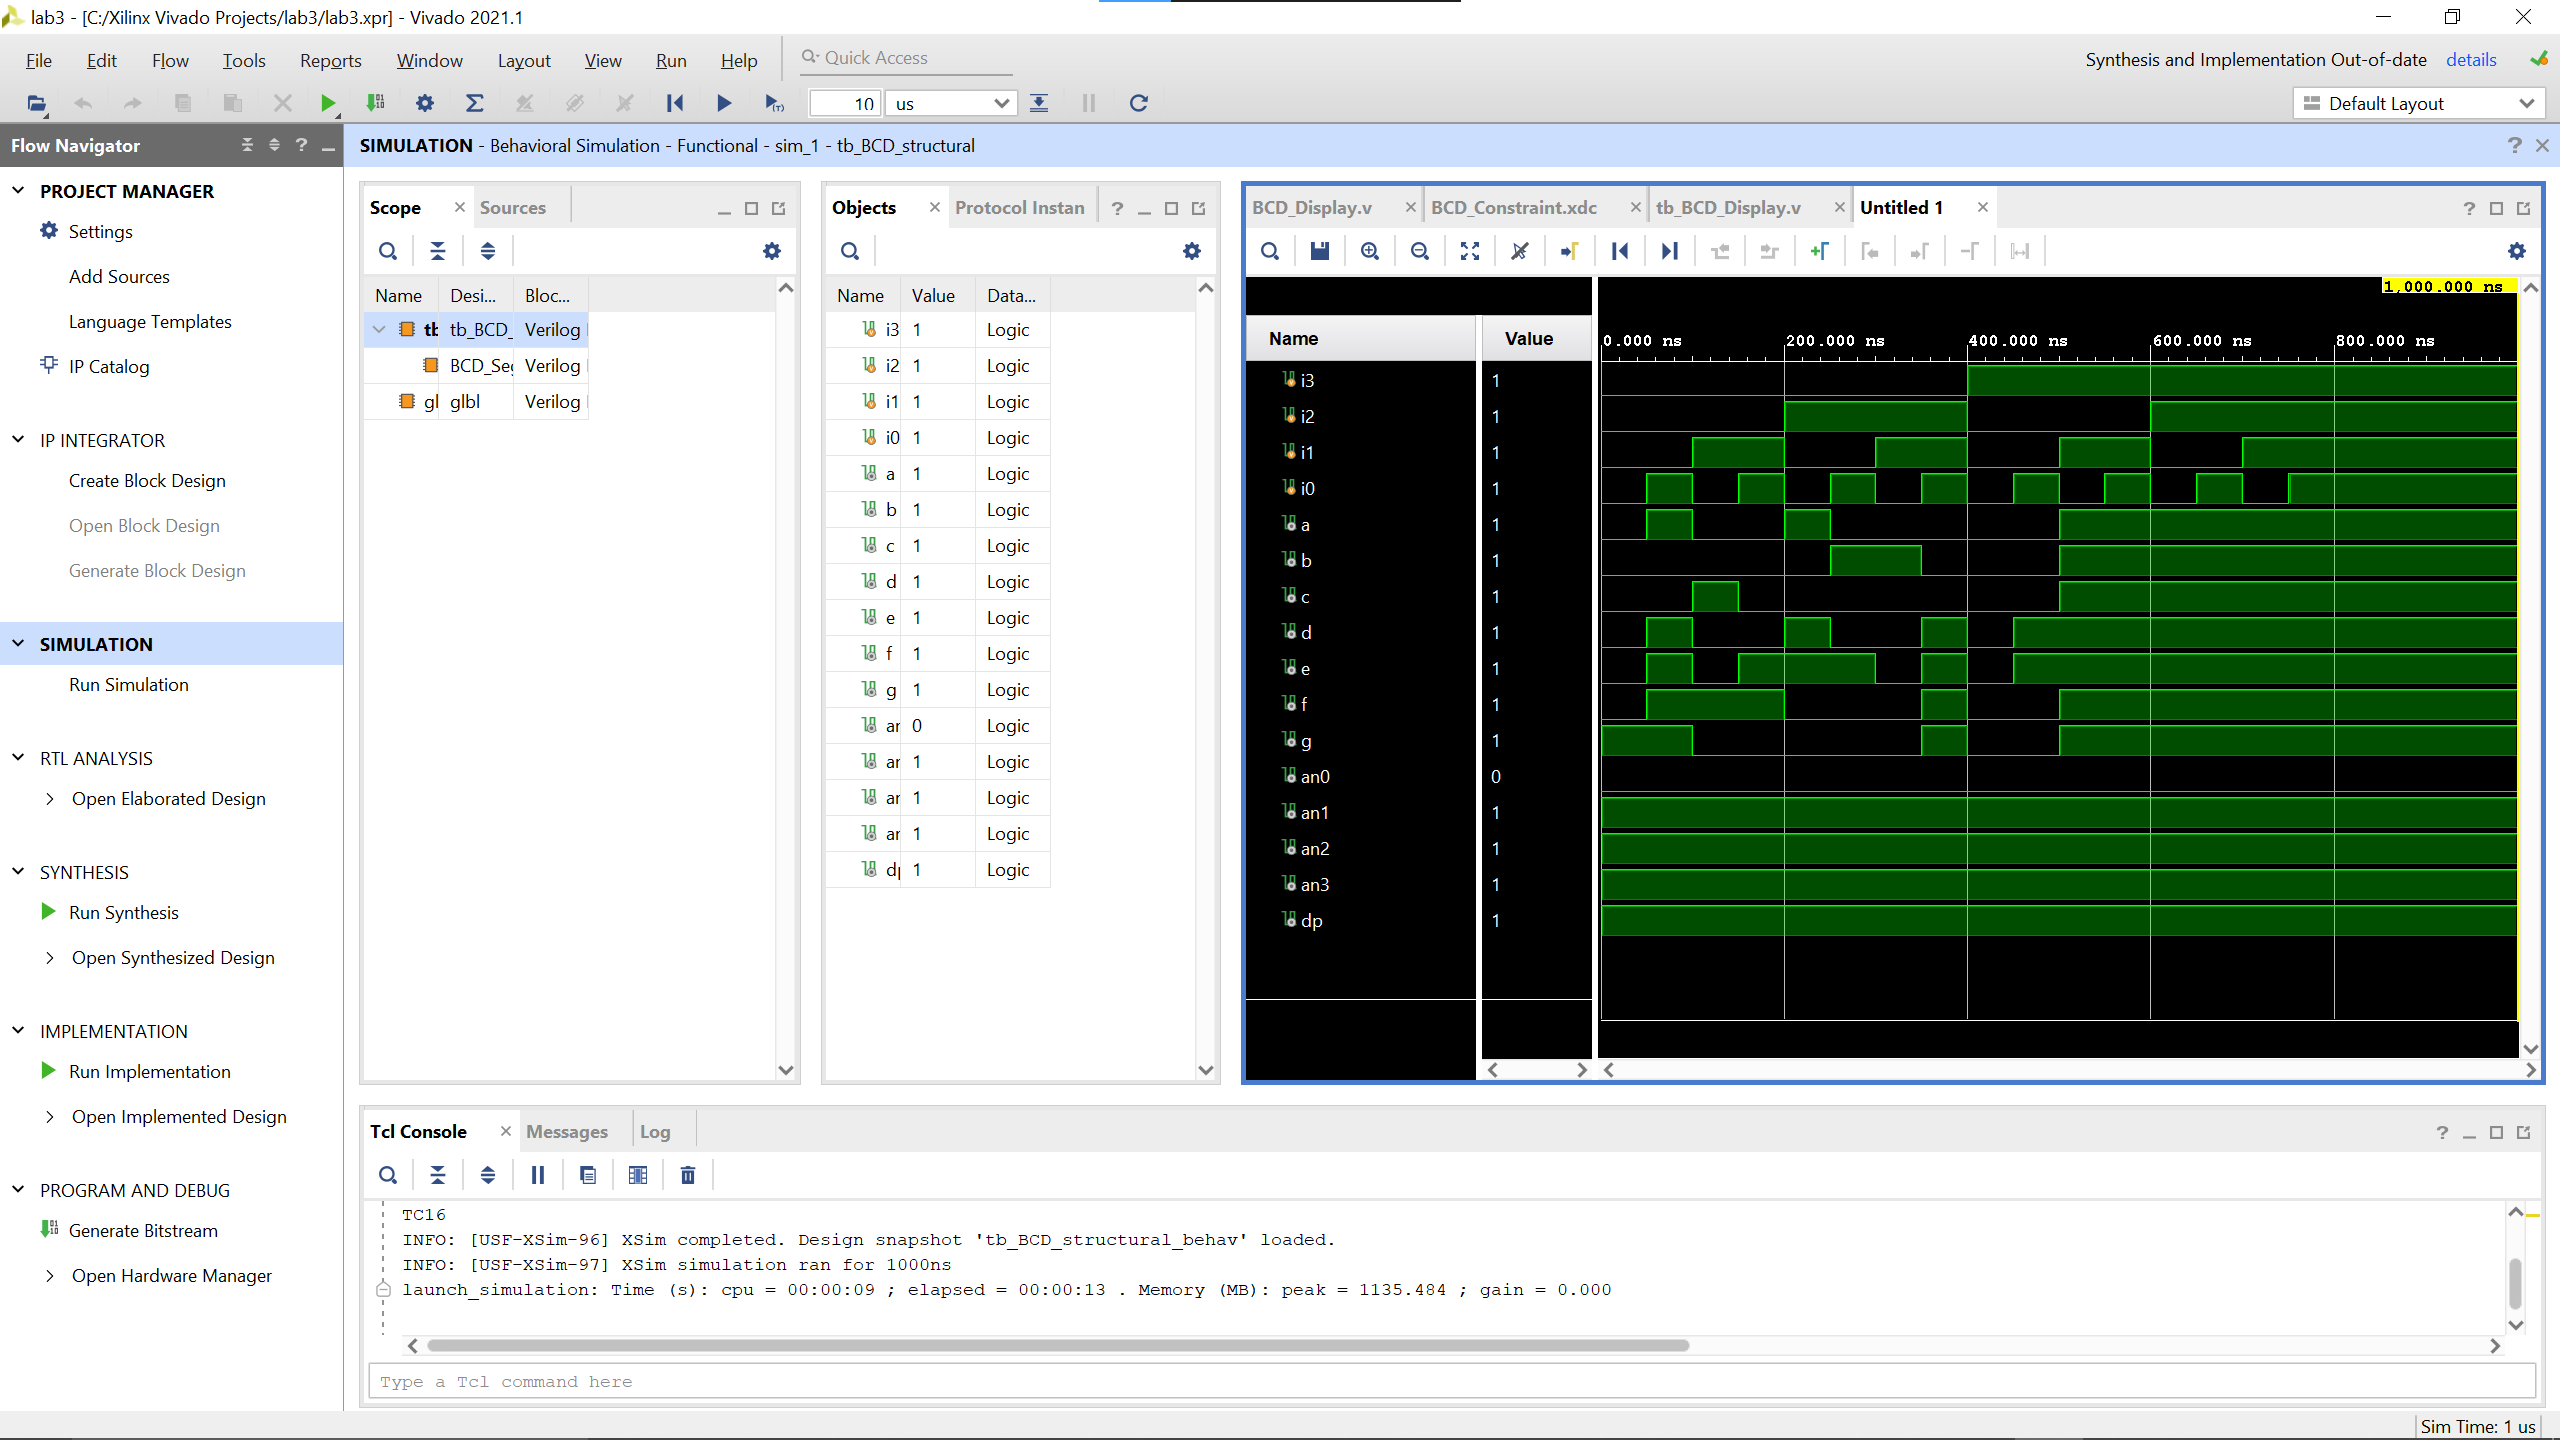 lab3 - [C:/Xilinx Vivado Projects/lab3/lab3.xpr] - Vivado 2021.1
File Edit Flow Tools Reports Window Layout View Run Help Quick Access
Synthesis and Implementation Out-of-date details
10 us
Default Layout
Flow Navigator
PROJECT MANAGER
Settings
Add Sources
Language Templates
IP Catalog
IP INTEGRATOR
Create Block Design
Open Block Design
Generate Block Design
SIMULATION
Run Simulation
RTL ANALYSIS
Open Elaborated Design
SYNTHESIS
Run Synthesis
Open Synthesized Design
IMPLEMENTATION
Run Implementation
Open Implemented Design
PROGRAM AND DEBUG
Generate Bitstream
Open Hardware Manager
SIMULATION - Behavioral Simulation - Functional - sim_1 - tb_BCD_structural
Scope Sources
Name Desi... Bloc...
tb tb_BCD_ Verilog
BCD_Seg Verilog
gl glbl Verilog
Objects Protocol Instan
Name Value Data...
i3 1 Logic
i2 1 Logic
i1 1 Logic
i0 1 Logic
a 1 Logic
b 1 Logic
c 1 Logic
d 1 Logic
e 1 Logic
f 1 Logic
g 1 Logic
ar 0 Logic
ar 1 Logic
ar 1 Logic
ar 1 Logic
d 1 Logic
BCD_Display.v BCD_Constraint.xdc tb_BCD_Display.v Untitled 1
1,000.000 ns
Name Value
0.000 ns 200.000 ns 400.000 ns 600.000 ns 800.000 ns
i3 1
i2 1
i1 1
i0 1
a 1
b 1
c 1
d 1
e 1
f 1
g 1
an0 0
an1 1
an2 1
an3 1
dp 1
Tcl Console Messages Log
TC16
INFO: [USF-XSim-96] XSim completed. Design snapshot 'tb_BCD_structural_behav' loaded.
INFO: [USF-XSim-97] XSim simulation ran for 1000ns
launch_simulation: Time (s): cpu = 00:00:09 ; elapsed = 00:00:13 . Memory (MB): peak = 1135.484 ; gain = 0.000
Type a Tcl command here
Sim Time: 1 us